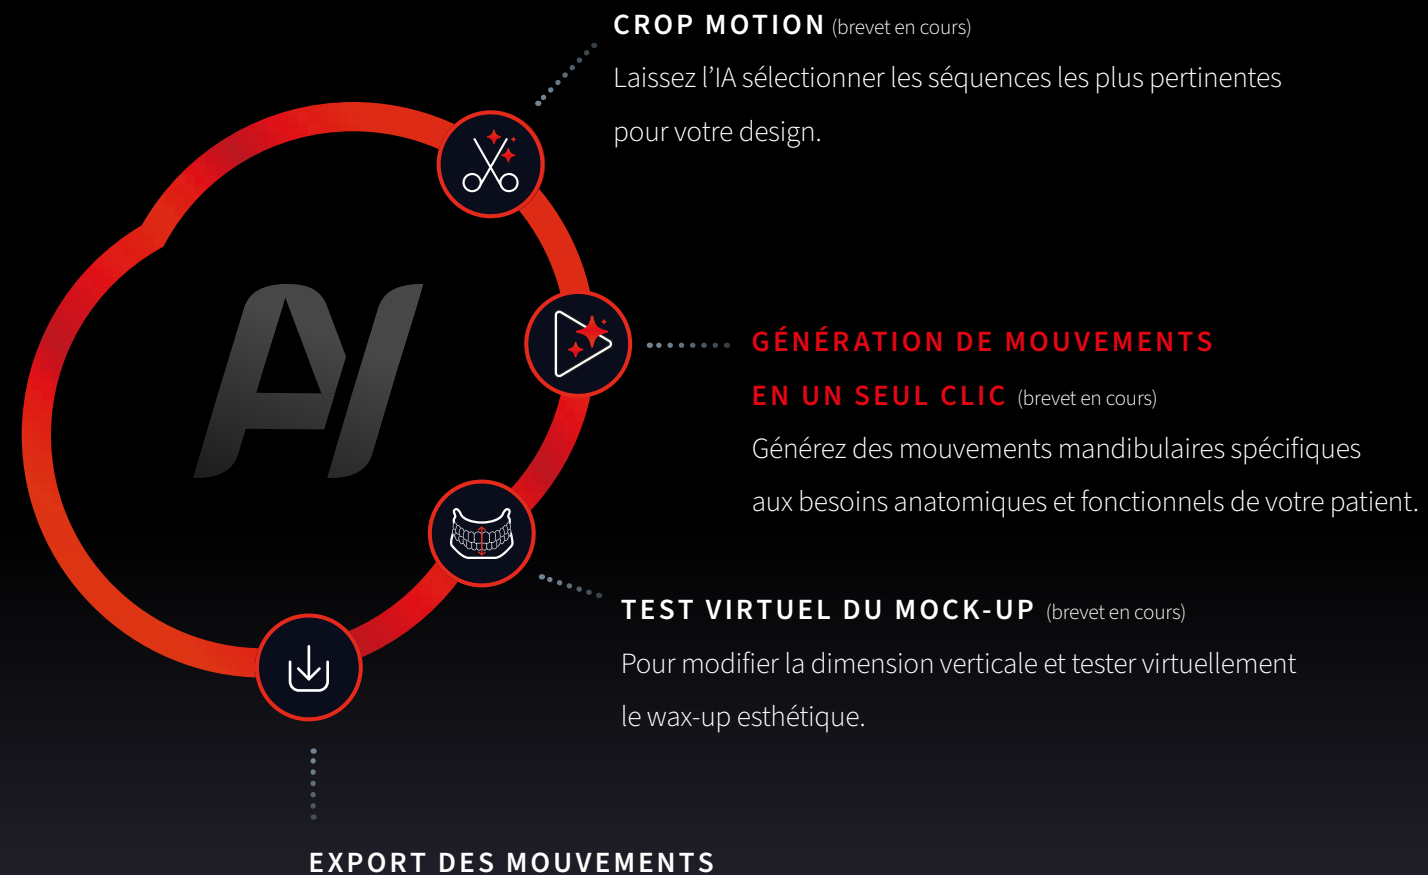 CROP MOTION (brevet en cours)
Laissez l’IA sélectionner les séquences les plus pertinentes
pour votre design.
AI
GÉNÉRATION DE MOUVEMENTS
EN UN SEUL CLIC (brevet en cours)
Générez des mouvements mandibulaires spécifiques
aux besoins anatomiques et fonctionnels de votre patient.
TEST VIRTUEL DU MOCK-UP (brevet en cours)
Pour modifier la dimension verticale et tester virtuellement
le wax-up esthétique.
EXPORT DES MOUVEMENTS